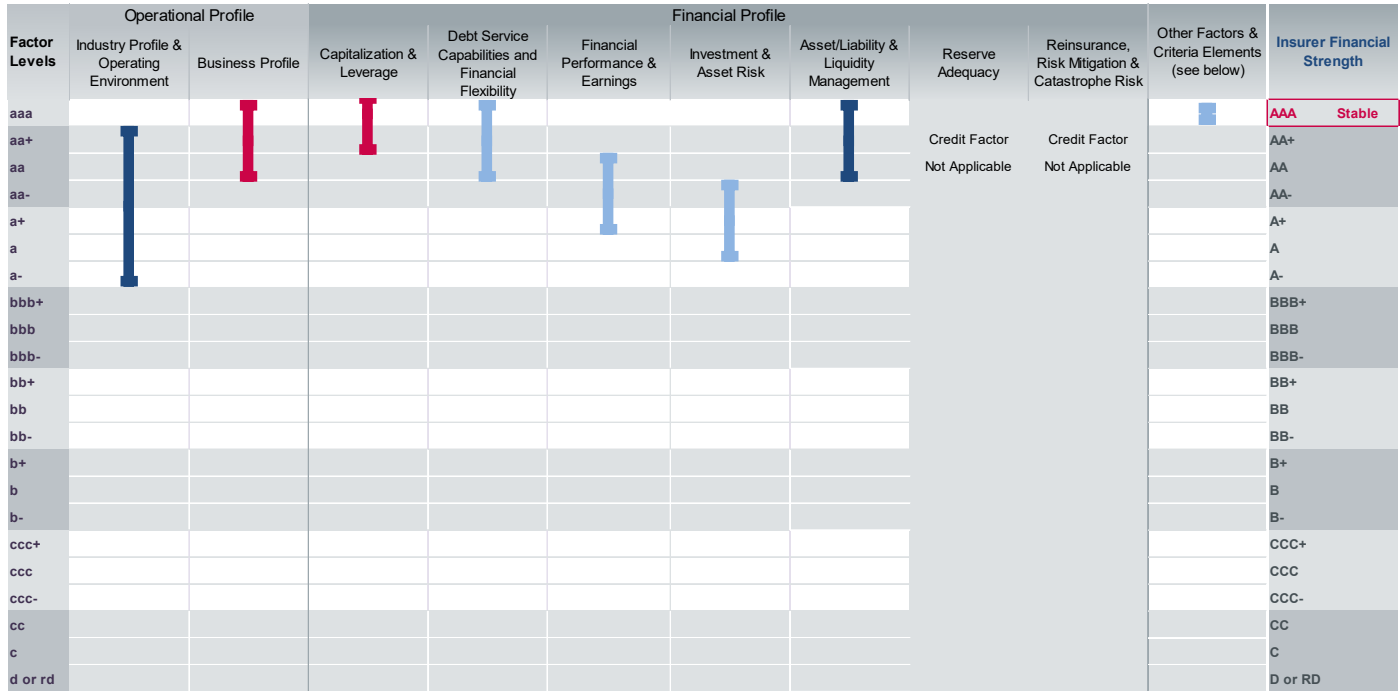 Operational Profile
Financial Profile
Factor
Levels
Industry Profile &
Operating
Environment
Business Profile
Capitalization &
Leverage
Debt Service
Capabilities and
Financial
Flexibility
Financial
Performance &
Earnings
Investment &
Asset Risk
Asset/Liability &
Liquidity
Management
Reserve
Adequacy
Reinsurance,
Risk Mitigation &
Catastrophe Risk
Other Factors &
Criteria Elements
(see below)
Insurer Financial
Strength
aaa AAA Stable
aa+ Credit Factor Credit Factor AA+
aa Not Applicable Not Applicable AA
aa- AA-
a+ A+
a A
a- A-
bbb+ BBB+
bbb BBB
bbb- BBB-
bb+ BB+
bb BB
bb- BB-
b+ B+
b B
b- B-
ccc+ CCC+
ccc CCC
ccc- CCC-
cc CC
c C
d or rd D or RD